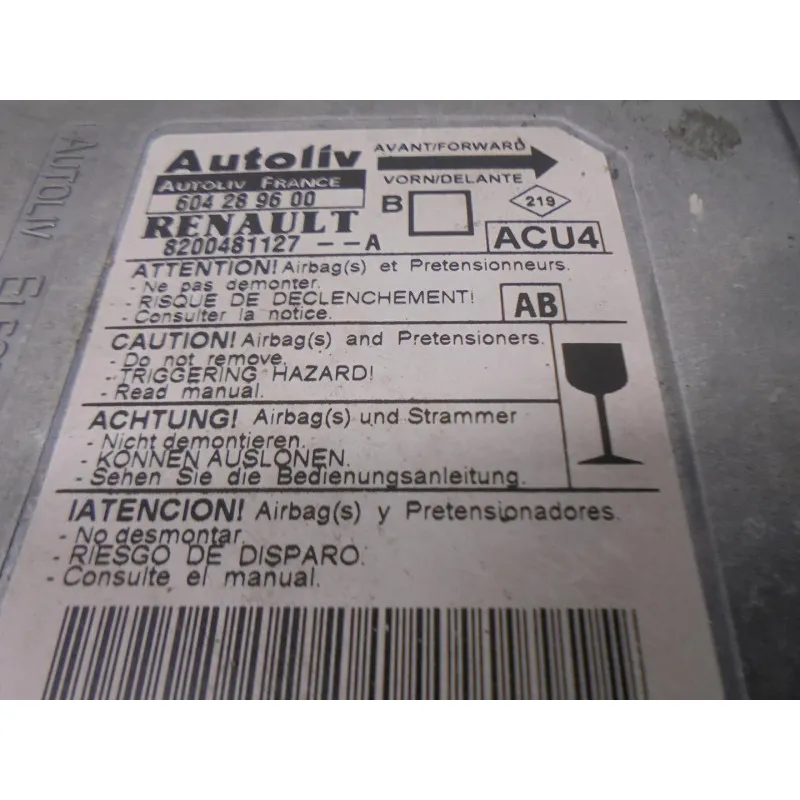 Autoliv
AUTOLIV FRANCE
604 28 96 00
RENAULT
8200481127 --A
AVANT/FORWARD
VORN/DELANTE
B
219
ACU4
ATTENTION! Airbag(s) et Pretensionneurs.
- Ne pas demonter.
- RISQUE DE DECLENCHEMENT!
- Consulter la notice.
AB
CAUTION! Airbag(s) and Pretensioners.
- Do not remove.
- TRIGGERING HAZARD!
- Read manual.
ACHTUNG! Airbag(s) und Strammer
- Nicht demontieren.
- KONNEN AUSLONEN.
- Sehen Sie die Bedienungsanleitung.
IATENCION! Airbag(s) y Pretensionadores.
- No desmontar.
- RIESGO DE DISPARO.
- Consulte el manual.
AUTOLIV